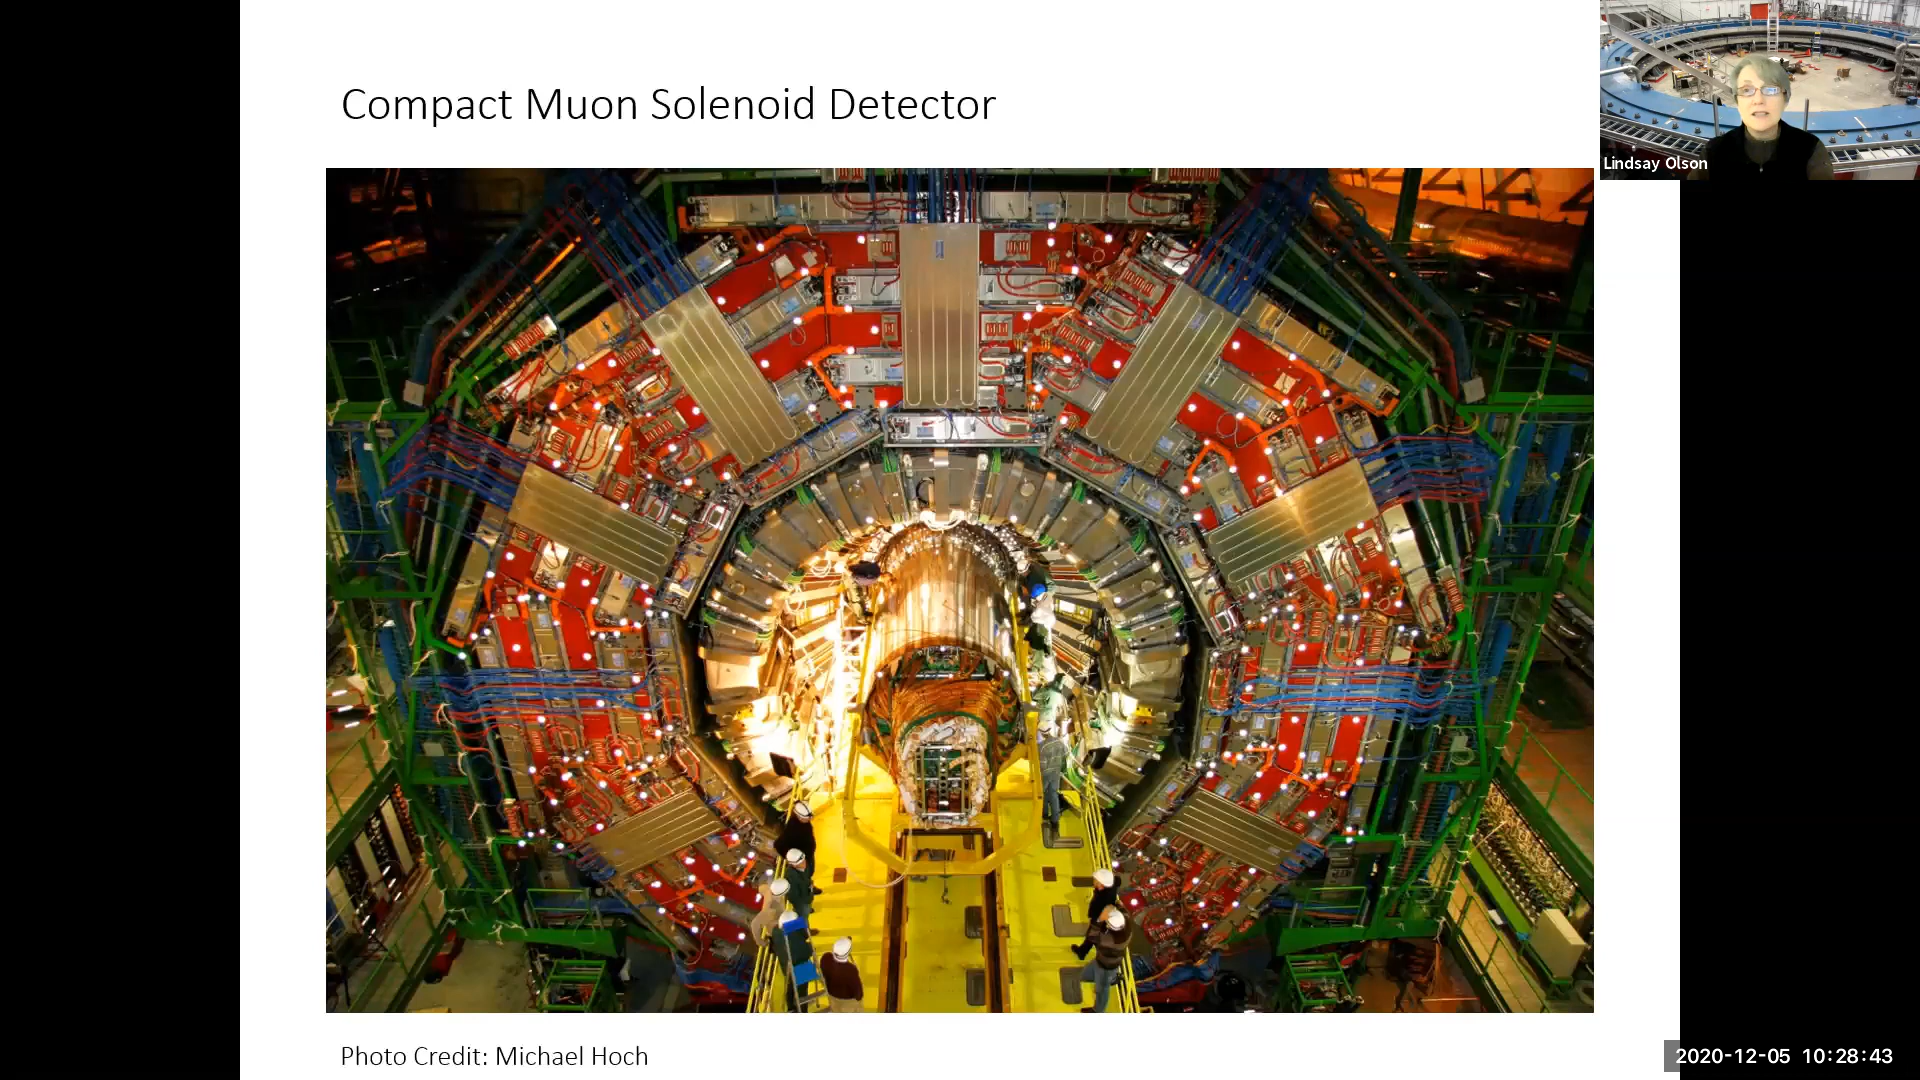 Compact Muon Solenoid Detector
Lindsay Olson
Photo Credit: Michael Hoch
2020-12-05 10:28:43